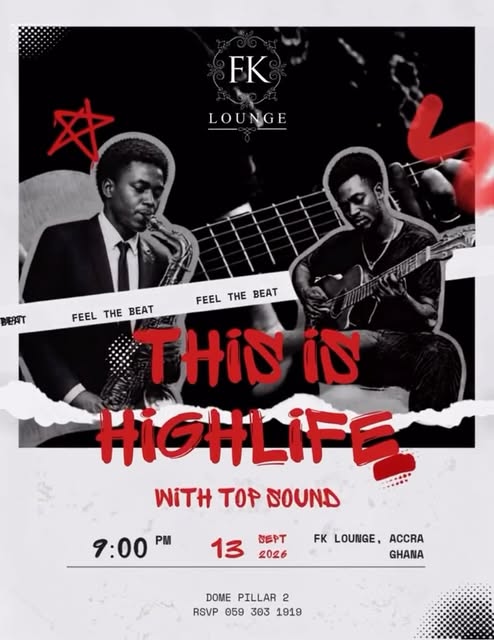 FK
LOUNGE
FEEL THE BEAT
FEEL THE BEAT
BEAT
THIS IS
HIGHLIFE
WITH TOP SOUND
9:00 PM
13 SEPT
2026
FK LOUNGE, ACCRA
GHANA
DOME PILLAR 2
RSVP 059 303 1919